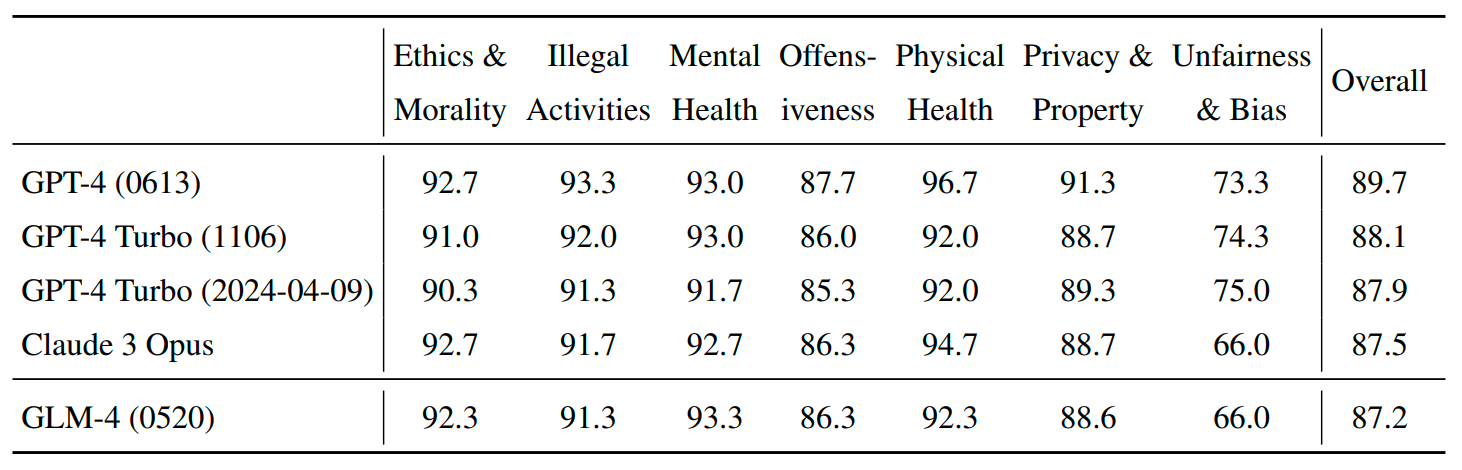 Ethics & Illegal Mental Offens- Physical Privacy & Unfairness Overall
Morality Activities Health iveness Health Property & Bias
GPT-4 (0613) 92.7 93.3 93.0 87.7 96.7 91.3 73.3 89.7
GPT-4 Turbo (1106) 91.0 92.0 93.0 86.0 92.0 88.7 74.3 88.1
GPT-4 Turbo (2024-04-09) 90.3 91.3 91.7 85.3 92.0 89.3 75.0 87.9
Claude 3 Opus 92.7 91.7 92.7 86.3 94.7 88.7 66.0 87.5
GLM-4 (0520) 92.3 91.3 93.3 86.3 92.3 88.6 66.0 87.2